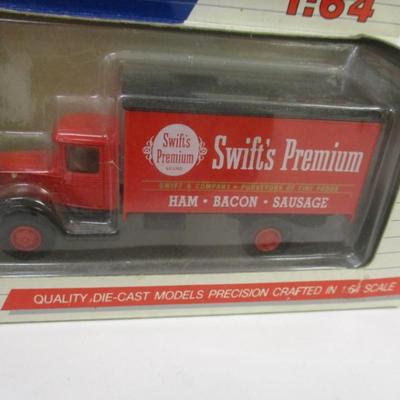 1:64
Swift's
Premium
BRAND
Swift's Premium
SWIFT & COMPANY • PURVEYORS OF FINE FOODS
HAM • BACON • SAUSAGE
QUALITY DIE-CAST MODELS PRECISION CRAFTED IN 1:64 SCALE